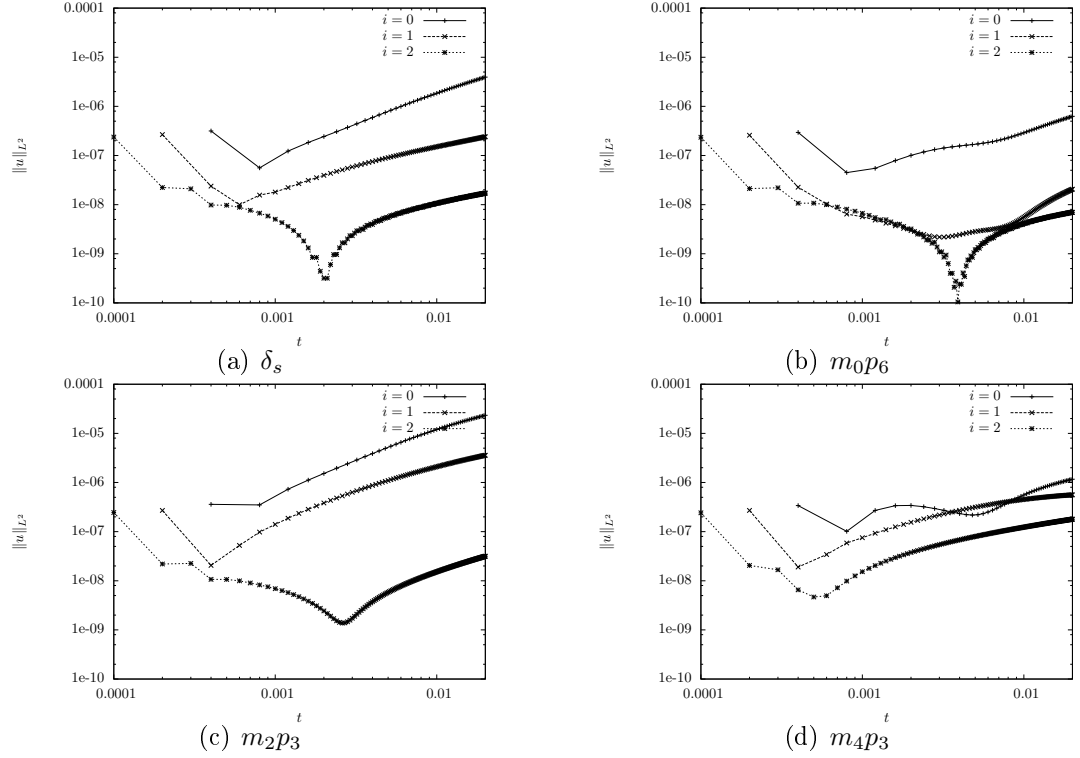 0.0001
1e-05
1e-06
1e-07
1e-08
1e-09
1e-10
‖u‖_{L²}
0.0001 0.001 0.01
t
i = 0
i = 1
i = 2
(a) δ_s
0.0001
1e-05
1e-06
1e-07
1e-08
1e-09
1e-10
‖u‖_{L²}
0.0001 0.001 0.01
t
i = 0
i = 1
i = 2
(b) m₀p₆
0.0001
1e-05
1e-06
1e-07
1e-08
1e-09
1e-10
‖u‖_{L²}
0.0001 0.001 0.01
t
i = 0
i = 1
i = 2
(c) m₂p₃
0.0001
1e-05
1e-06
1e-07
1e-08
1e-09
1e-10
‖u‖_{L²}
0.0001 0.001 0.01
t
i = 0
i = 1
i = 2
(d) m₄p₃